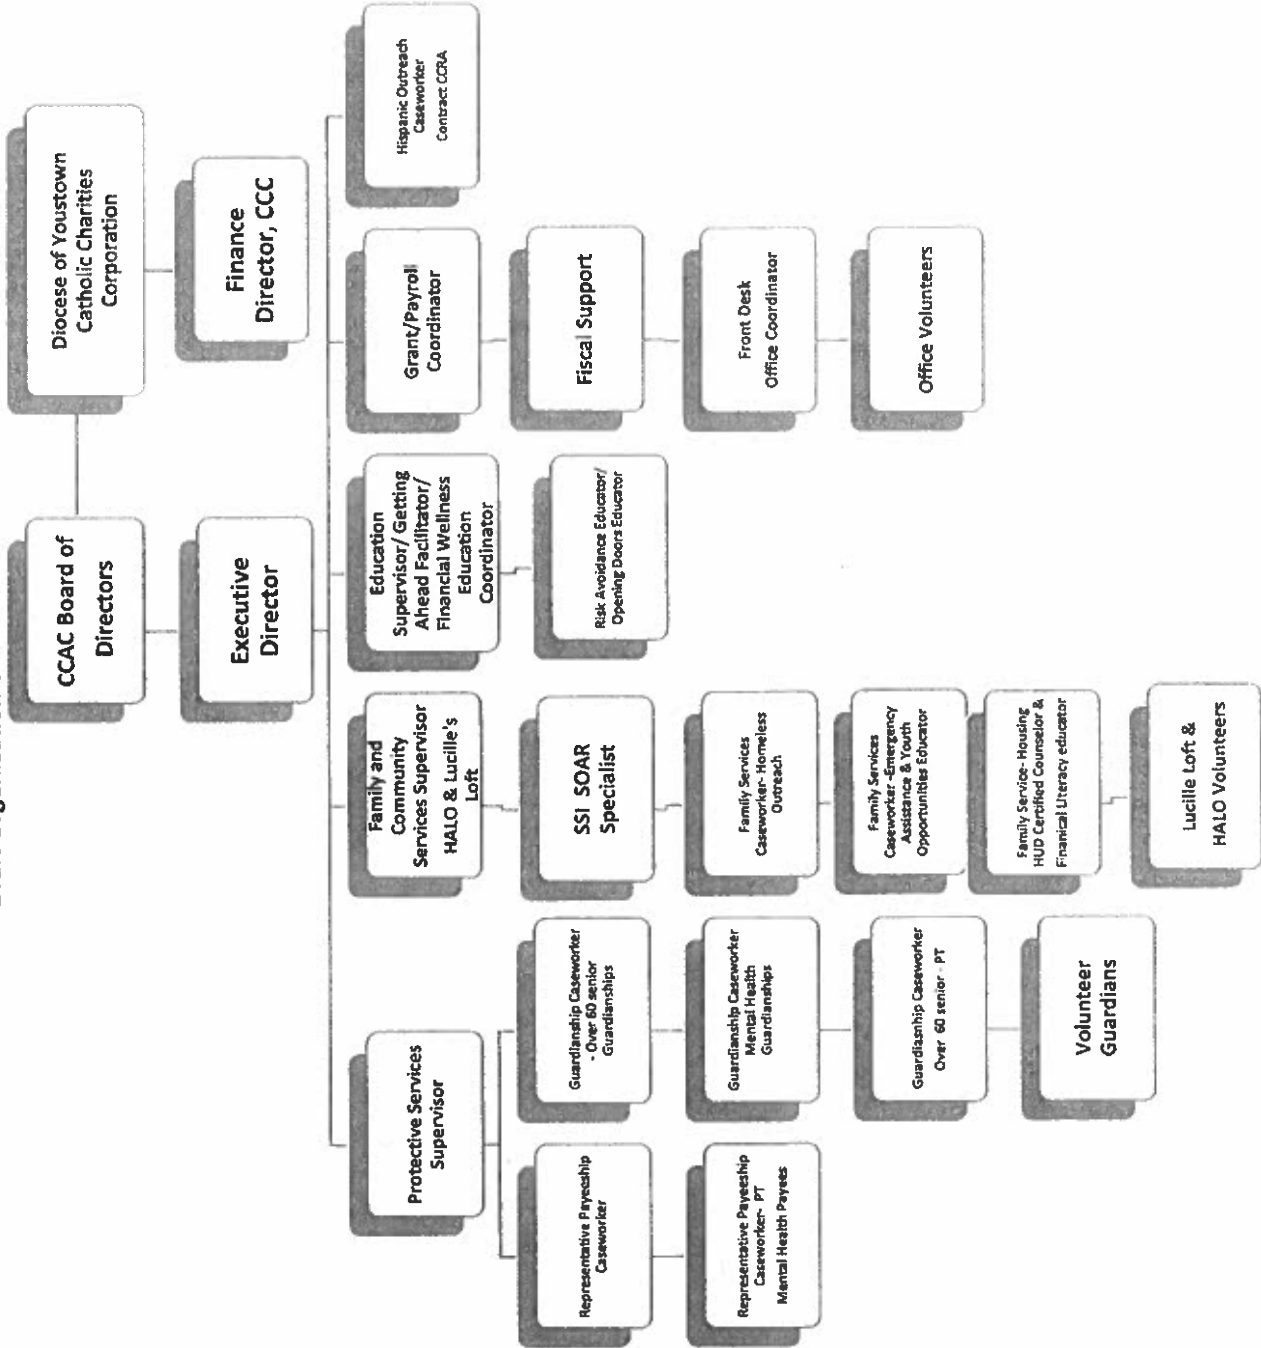 Diocese of Youstown
Catholic Charities
Corporation
CCAC Board of
Directors
Finance
Director, CCC
Executive
Director
Protective Services
Supervisor
Family and
Community
Services Supervisor
HALO & Lucille's
Loft
Education
Supervisor/ Getting
Ahead Facilitator/
Financial Wellness
Education
Coordinator
Grant/Payroll
Coordinator
Hispanic Outreach
Caseworker
Contract CCRA
Representative Payeeship
Caseworker
Representative Payeeship
Caseworker- PT
Mental Health Payees
Guardianship Caseworker
- Over 60 senior
Guardianships
Guardianship Caseworker
Mental Health
Guardianships
Guardiasnhip Caseworker
Over 60 senior - PT
Volunteer
Guardians
SSI SOAR
Specialist
Family Services
Caseworker- Homeless
Outreach
Family Services
Caseworker -Emergency
Assistance & Youth
Opportunities Educator
Family Service- Housing
HUD Certified Counselor &
Finanical Literacy educator
Lucille Loft &
HALO Volunteers
Risk Avoidance Educator/
Opening Doors Educator
Fiscal Support
Front Desk
Office Coordinator
Office Volunteers